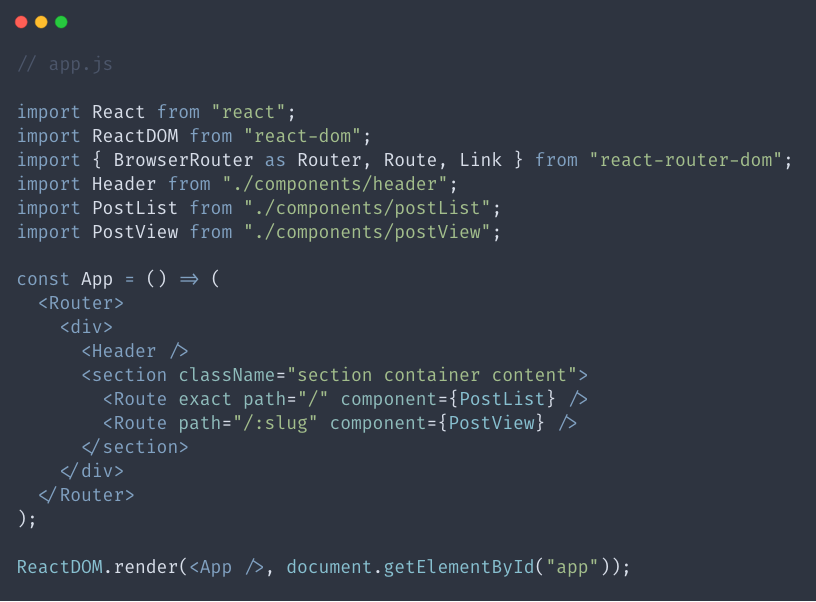 // app.js
import React from "react";
import ReactDOM from "react-dom";
import { BrowserRouter as Router, Route, Link } from "react-router-dom";
import Header from "./components/header";
import PostList from "./components/postList";
import PostView from "./components/postView";
const App = () => (
  <Router>
    <div>
      <Header />
      <section className="section container content">
        <Route exact path="/" component={PostList} />
        <Route path="/:slug" component={PostView} />
      </section>
    </div>
  </Router>
);
ReactDOM.render(<App />, document.getElementById("app"));